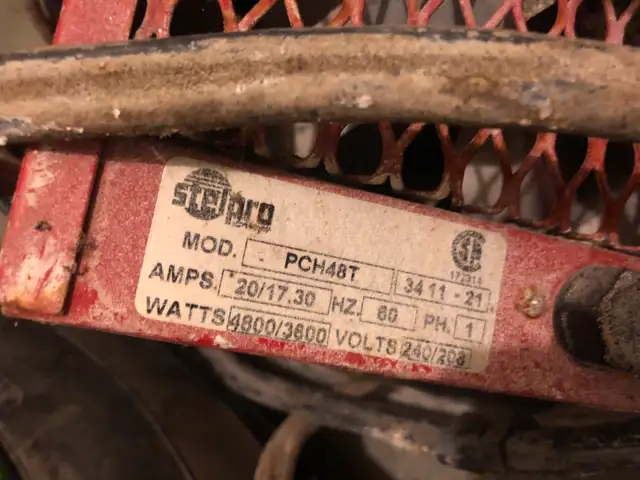 stelpro
MOD. PCH48T 34 11 - 21
172914
AMPS. 20/17.30 HZ. 60 PH. 1
WATTS 4800/3600 VOLTS 240/208